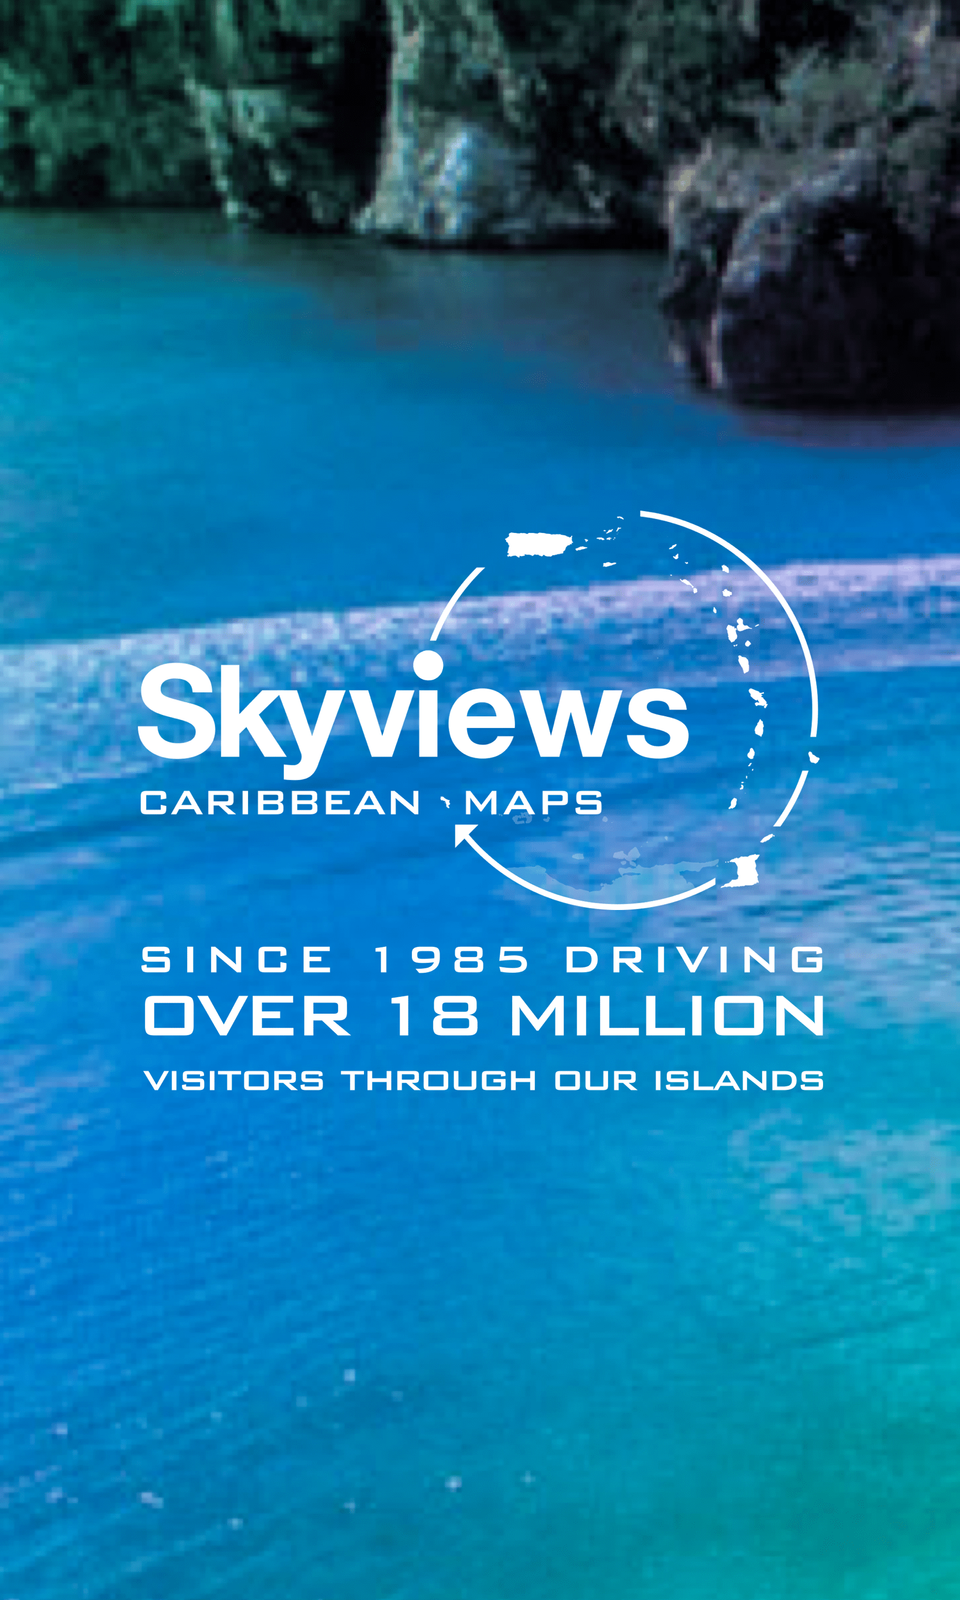 Skyviews
CARIBBEAN MAPS
SINCE 1985 DRIVING
OVER 18 MILLION
VISITORS THROUGH OUR ISLANDS